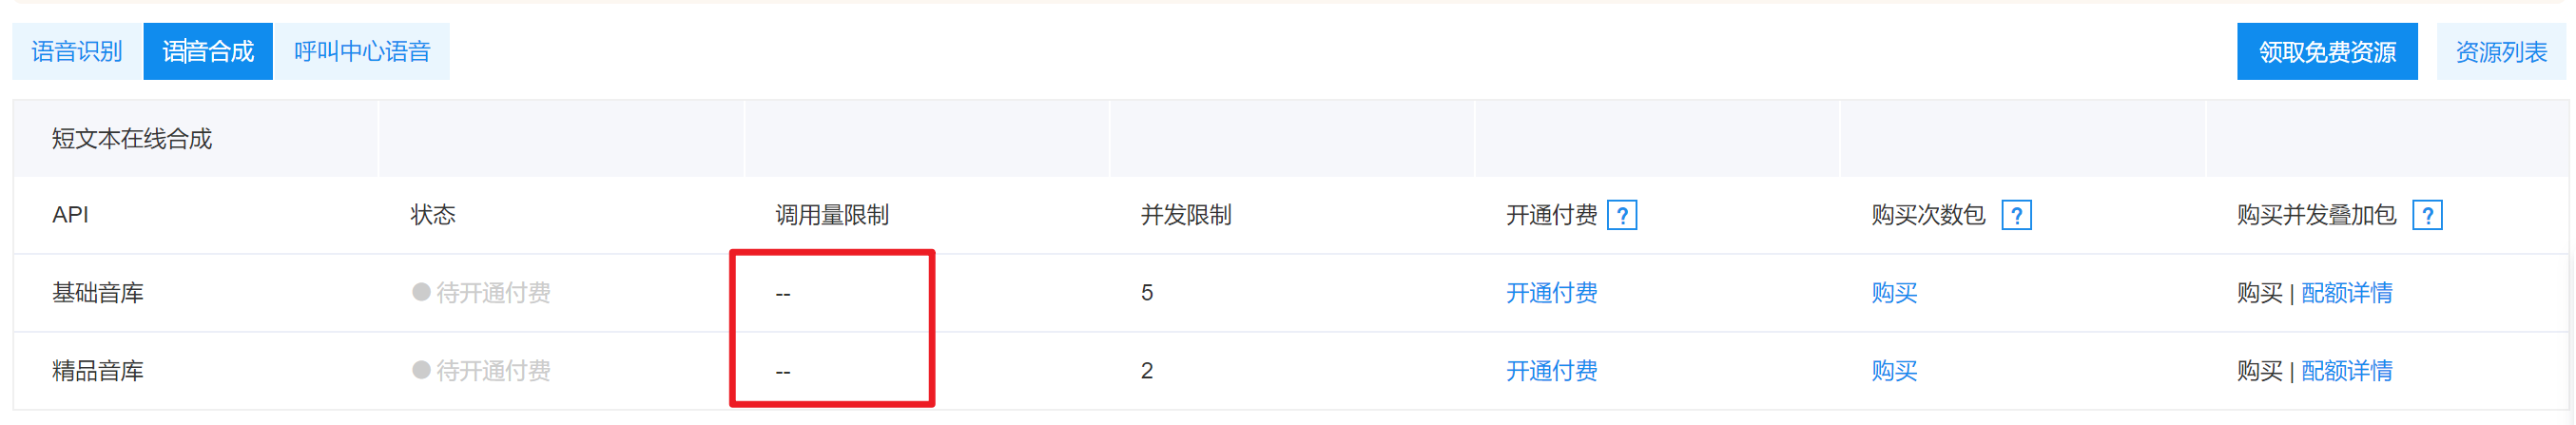 语音识别 语音合成 呼叫中心语音 领取免费资源 资源列表
短文本在线合成
API 状态 调用量限制 并发限制 开通付费 ? 购买次数包 ? 购买并发叠加包 ?
基础音库 待开通付费 -- 5 开通付费 购买 购买 | 配额详情
精品音库 待开通付费 -- 2 开通付费 购买 购买 | 配额详情